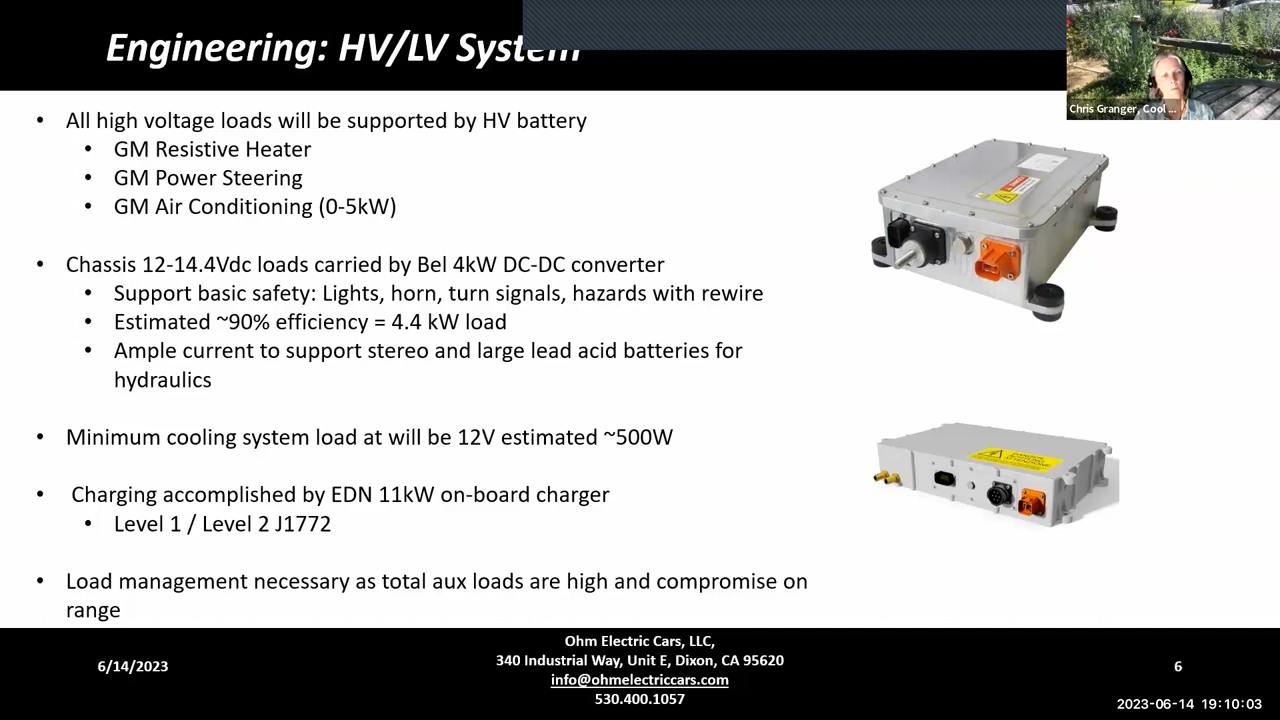 Engineering: HV/LV System
Chris Granger, Cool ...
• All high voltage loads will be supported by HV battery
• GM Resistive Heater
• GM Power Steering
• GM Air Conditioning (0-5kW)
• Chassis 12-14.4Vdc loads carried by Bel 4kW DC-DC converter
• Support basic safety: Lights, horn, turn signals, hazards with rewire
• Estimated ~90% efficiency = 4.4 kW load
• Ample current to support stereo and large lead acid batteries for
hydraulics
• Minimum cooling system load at will be 12V estimated ~500W
• Charging accomplished by EDN 11kW on-board charger
• Level 1 / Level 2 J1772
• Load management necessary as total aux loads are high and compromise on
range
6/14/2023
Ohm Electric Cars, LLC,
340 Industrial Way, Unit E, Dixon, CA 95620
info@ohmelectriccars.com
530.400.1057
6
2023-06-14 19:10:03